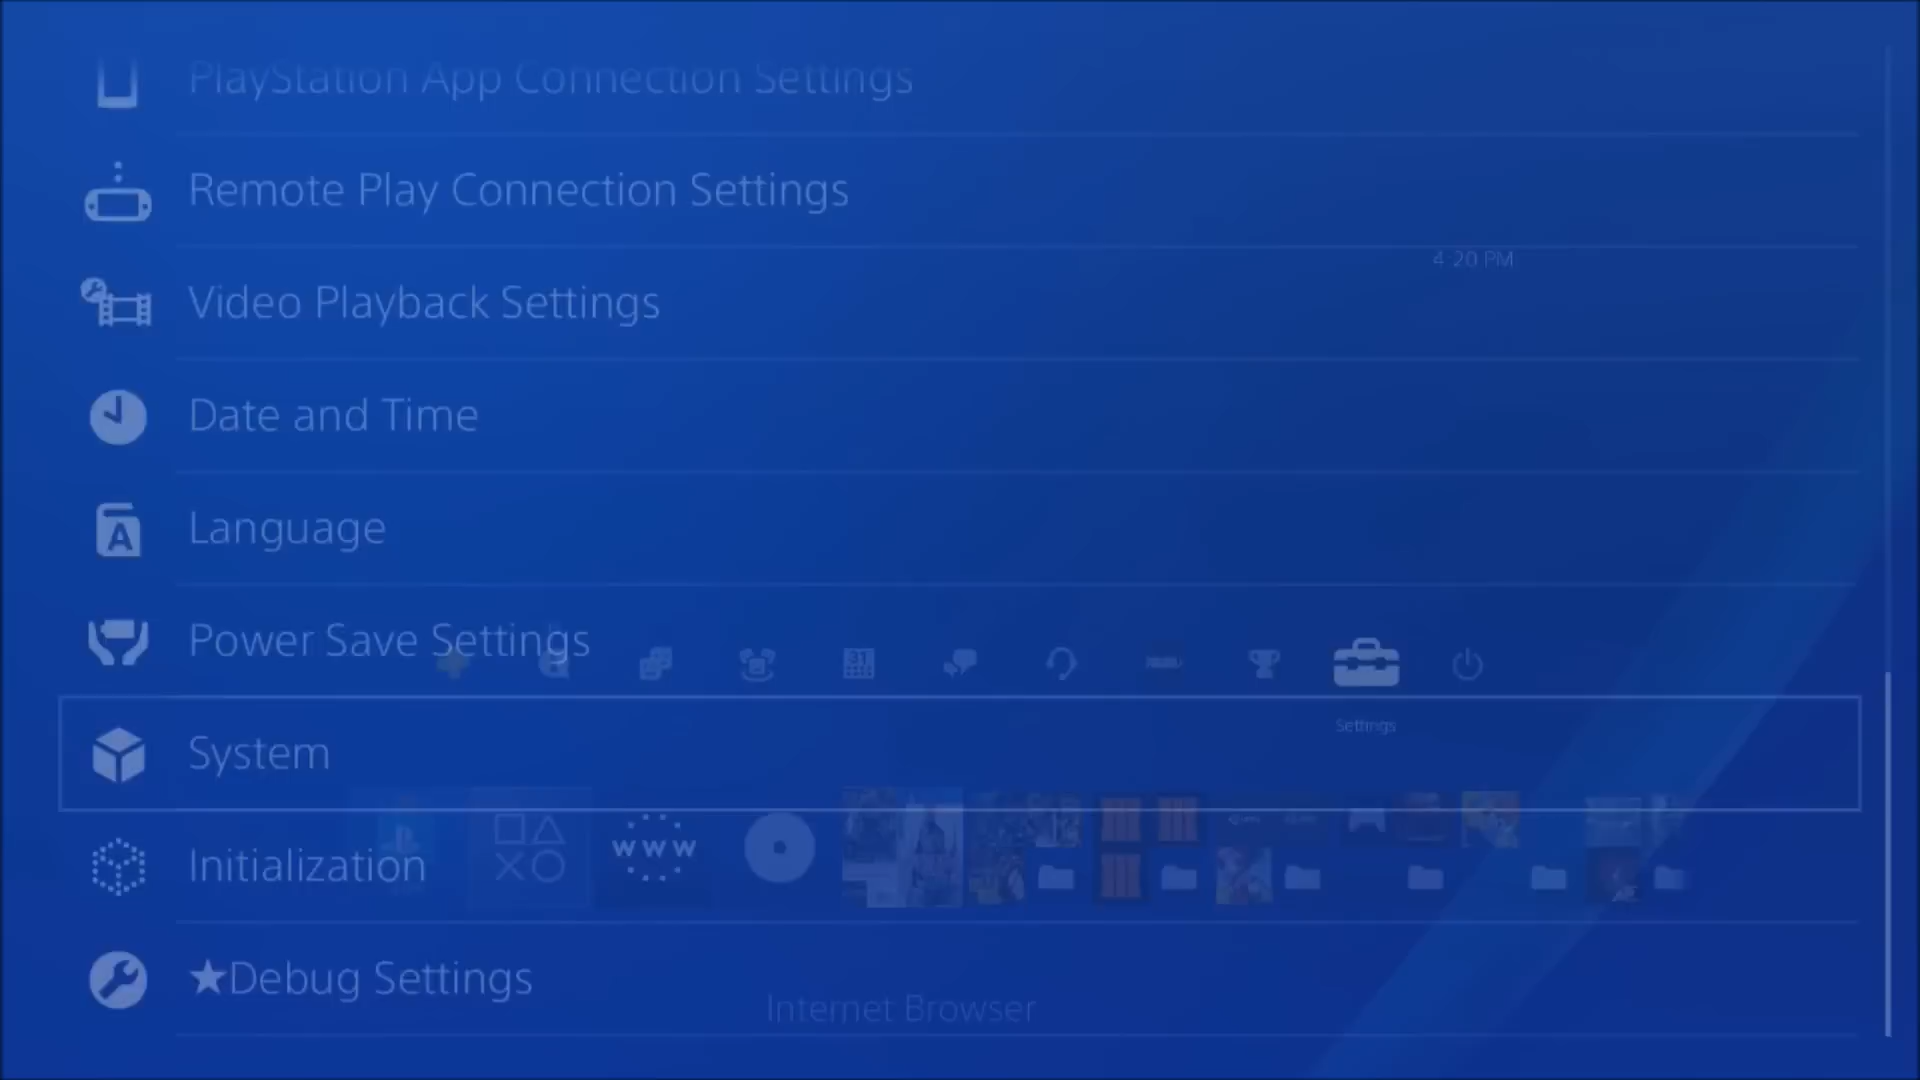 PlayStation App Connection Settings
Remote Play Connection Settings
4:20 PM
Video Playback Settings
Date and Time
A
Language
Power Save Settings
31
System
Settings
WWW
Initialization
★Debug Settings
Internet Browser